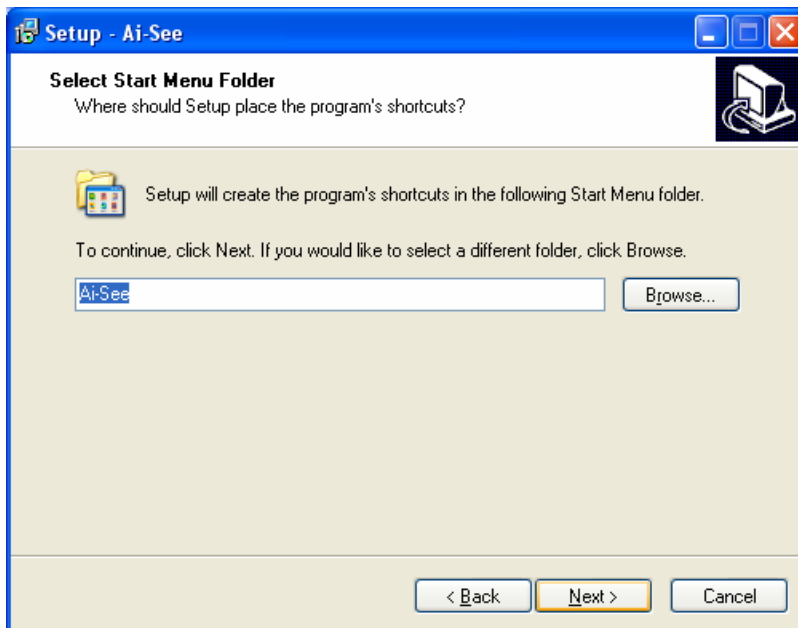 Setup - Ai-See
Select Start Menu Folder
Where should Setup place the program's shortcuts?
Setup will create the program's shortcuts in the following Start Menu folder.
To continue, click Next. If you would like to select a different folder, click Browse.
Ai-See
Browse...
< Back
Next >
Cancel